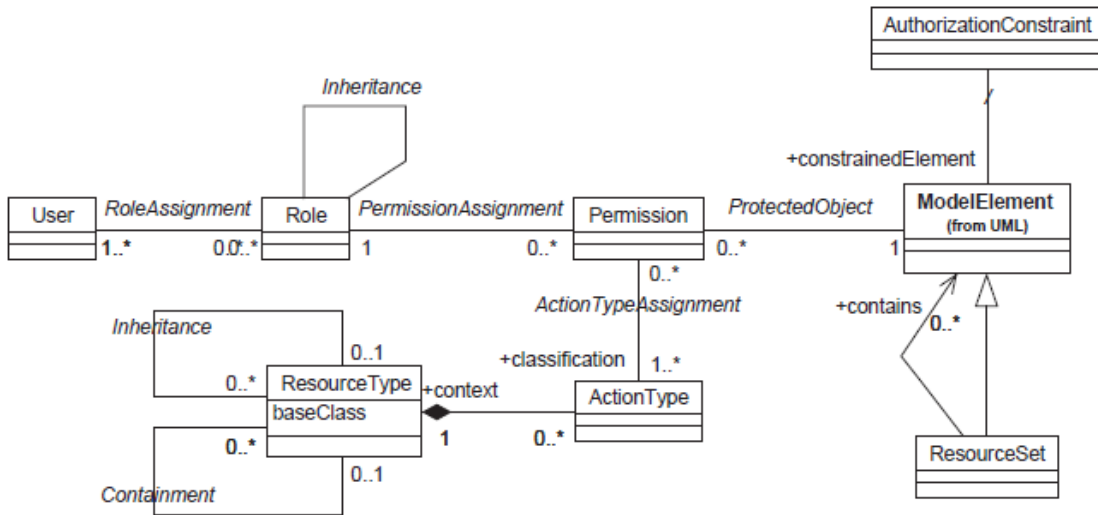 AuthorizationConstraint
Inheritance
/
+constrainedElement
User
RoleAssignment
Role
PermissionAssignment
Permission
ProtectedObject
ModelElement
(from UML)
1..*
0..*
1
0..*
0..*
1
0..*
ActionTypeAssignment
+contains
0..*
Inheritance
0..1
+classification
1..*
0..*
ResourceType
+context
ActionType
baseClass
0..*
1
0..*
ResourceSet
0..1
Containment